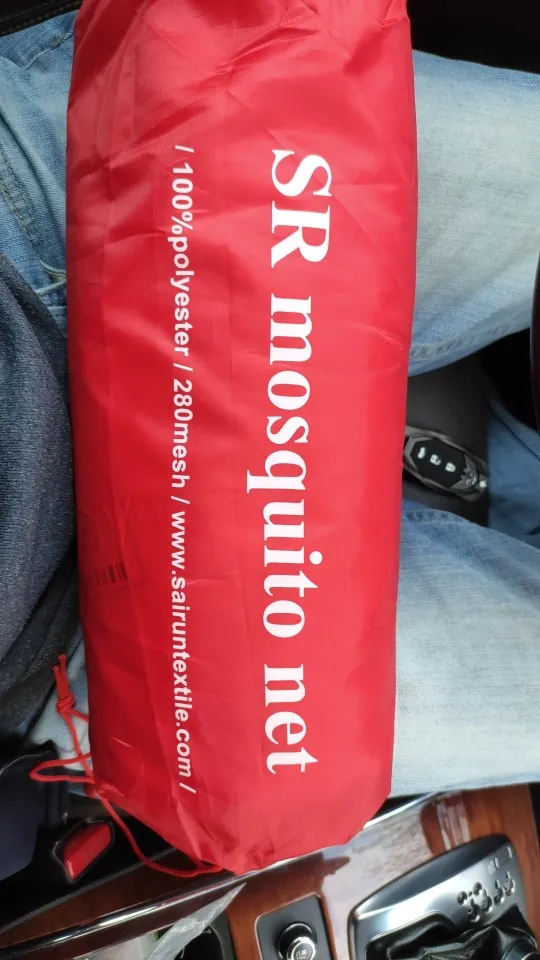 SR mosquito net
/ 100%polyester / 280mesh / www.sairuntextile.com /